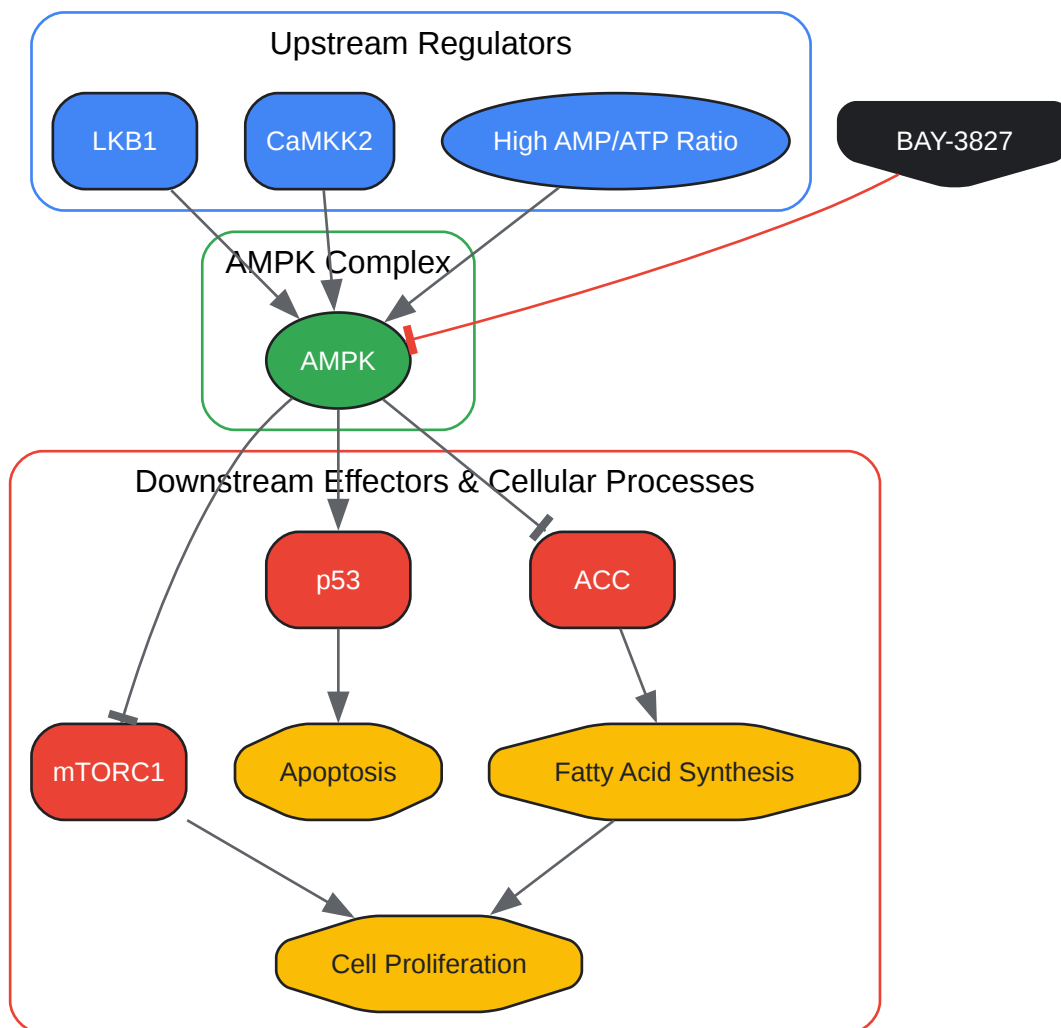 Upstream Regulators
LKB1
CaMKK2
High AMP/ATP Ratio
BAY-3827
AMPK Complex
AMPK
Downstream Effectors & Cellular Processes
p53
ACC
mTORC1
Apoptosis
Fatty Acid Synthesis
Cell Proliferation